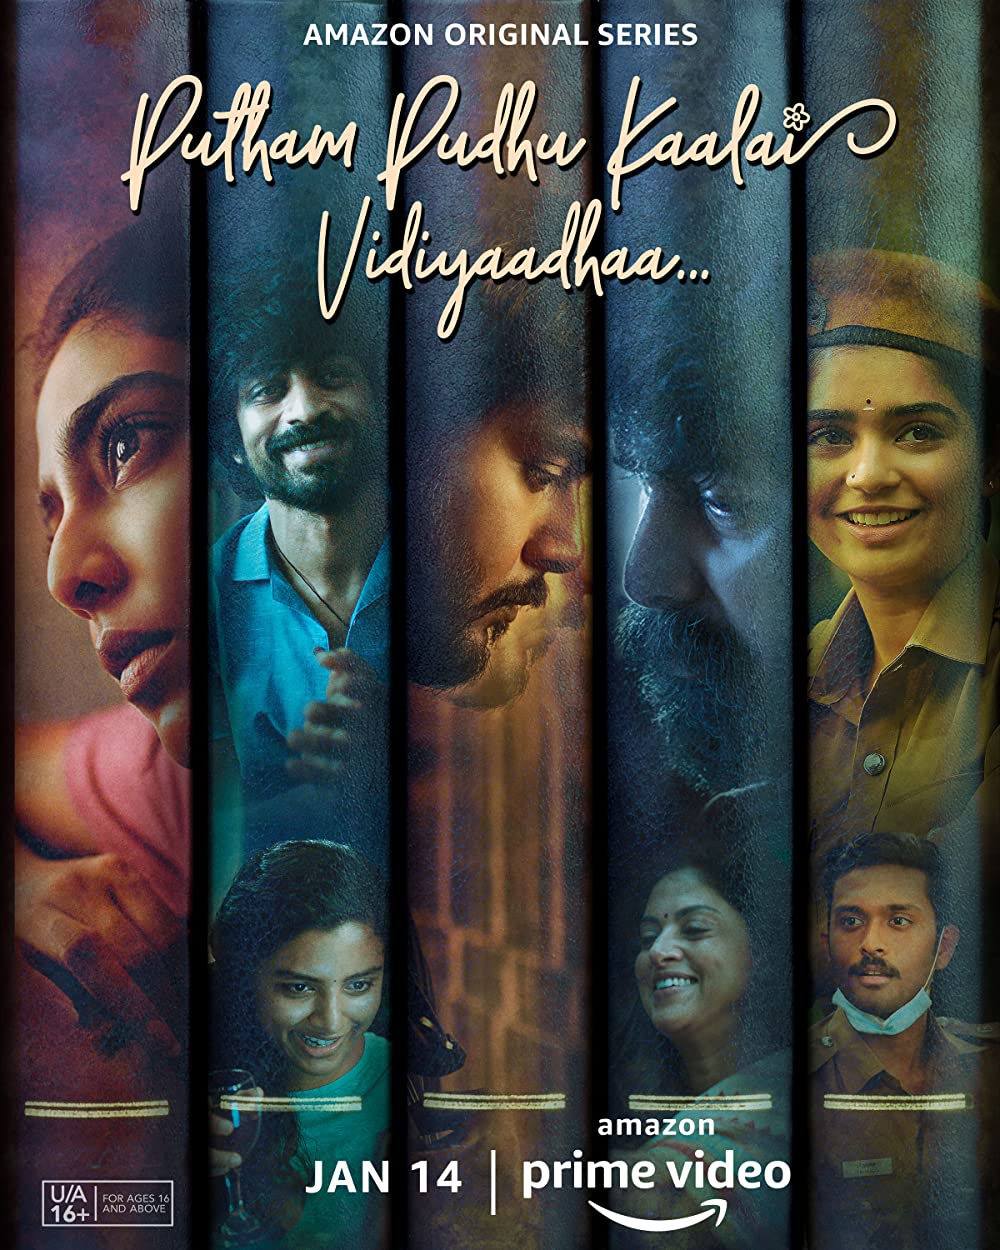 AMAZON ORIGINAL SERIES
Putham Pudhu Kaalai
Vidiyaadhaa...
amazon
JAN 14 | prime video
U/A
16+
FOR AGES 16
AND ABOVE